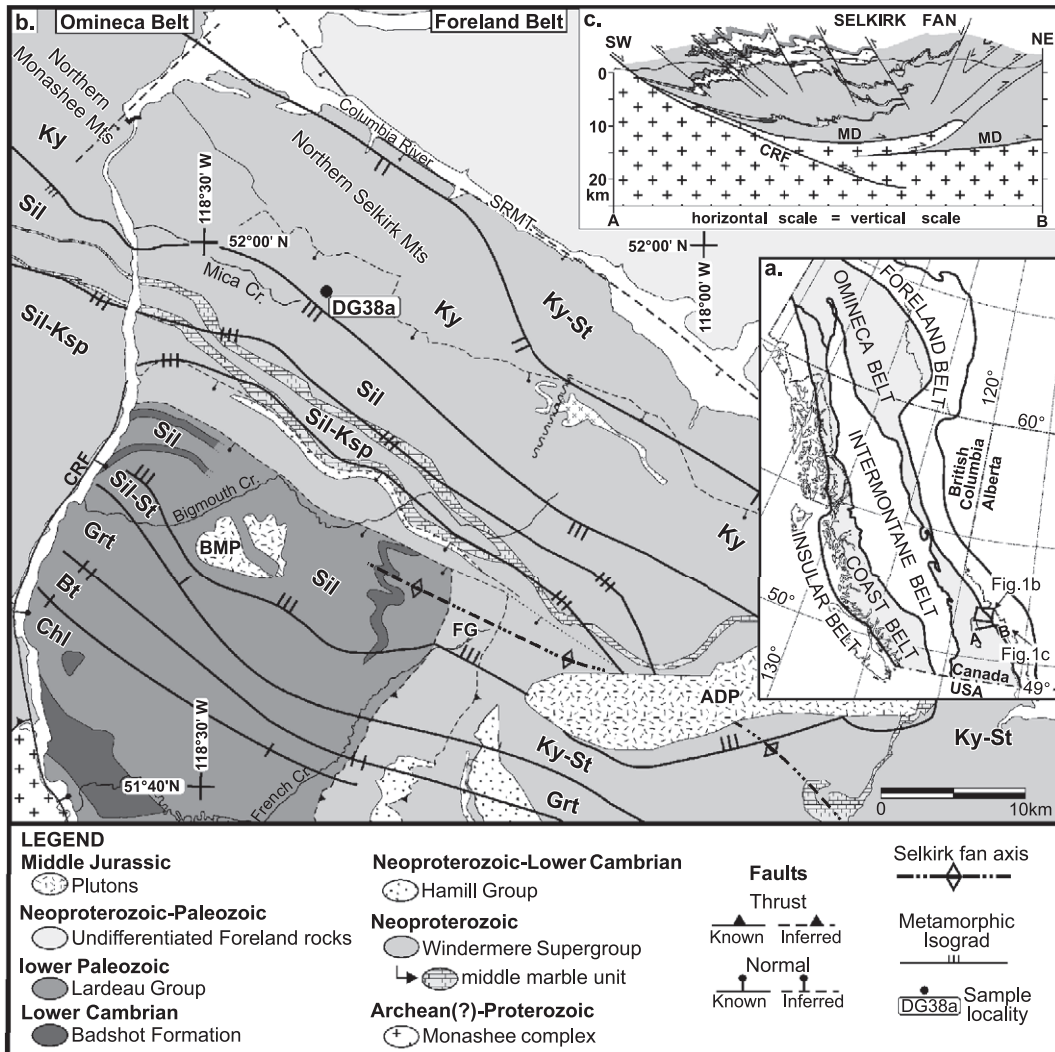 b.
Omineca Belt
Foreland Belt
Northern
Monashee Mts
Ky
Sil
Sil-Ksp
118°30' W
52°00' N
Mica Cr.
DG38a
Columbia River
Northern Selkirk Mts
SRMT
Ky
Ky-St
118°00' W
52°00' N
Sil
Sil-Ksp
Ky
CRF
Sil
Sil-St
Bigmouth Cr.
BMP
Sil
Grt
Bt
Chl
FG
ADP
Ky-St
Ky-St
Grt
118°30' W
51°40'N
French Cr.
0
10km
c.
SELKIRK FAN
SW
NE
0
10
20
km
MD
MD
CRF
A
horizontal scale = vertical scale
B
a.
OMINECA BELT
FORELAND BELT
INTERMONTANE BELT
COAST BELT
INSULAR BELT
British Columbia
Alberta
120°
60°
50°
130°
Fig.1b
A
B
Fig.1c
Canada
USA
49°
LEGEND
Middle Jurassic
Plutons
Neoproterozoic-Paleozoic
Undifferentiated Foreland rocks
lower Paleozoic
Lardeau Group
Lower Cambrian
Badshot Formation
Neoproterozoic-Lower Cambrian
Hamill Group
Neoproterozoic
Windermere Supergroup
middle marble unit
Archean(?)-Proterozoic
Monashee complex
Faults
Thrust
Known Inferred
Normal
Known Inferred
Selkirk fan axis
Metamorphic
Isograd
DG38a
Sample
locality